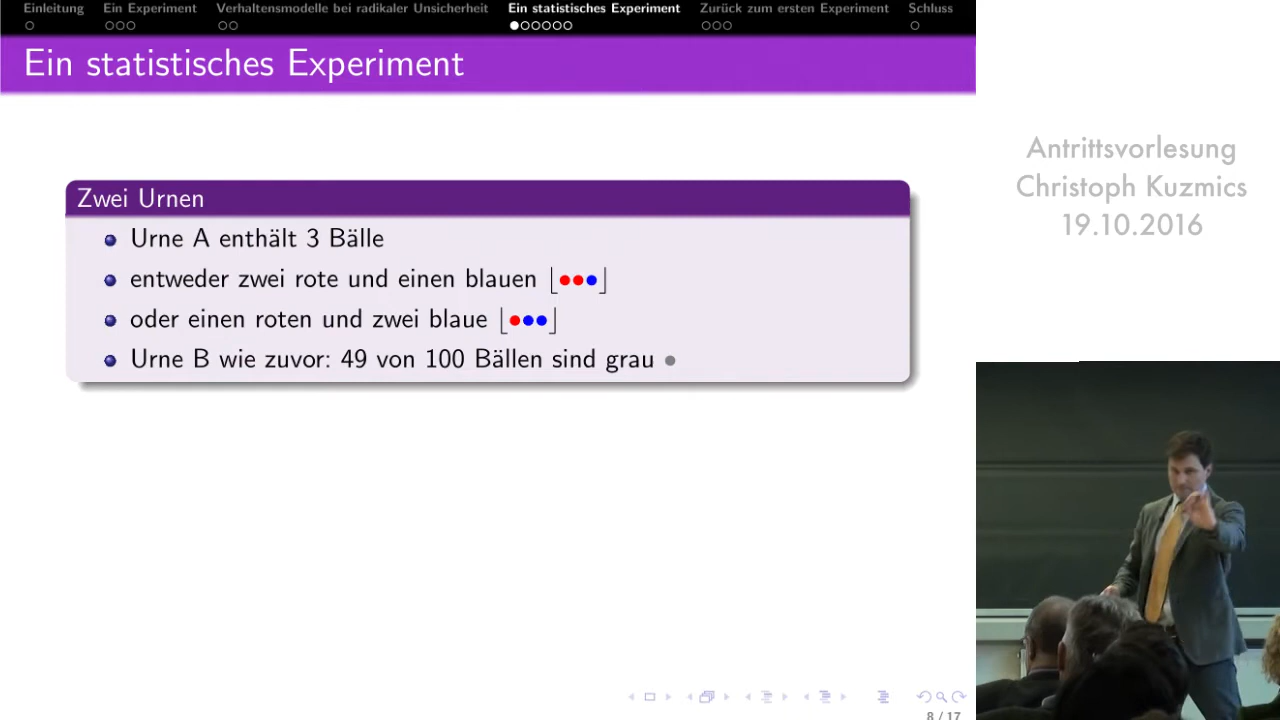 Einleitung Ein Experiment Verhaltensmodelle bei radikaler Unsicherheit Ein statistisches Experiment Zurück zum ersten Experiment Schluss
Ein statistisches Experiment
Zwei Urnen
Urne A enthält 3 Bälle
entweder zwei rote und einen blauen
oder einen roten und zwei blaue
Urne B wie zuvor: 49 von 100 Bällen sind grau
8 / 17
Antrittsvorlesung
Christoph Kuzmics
19.10.2016